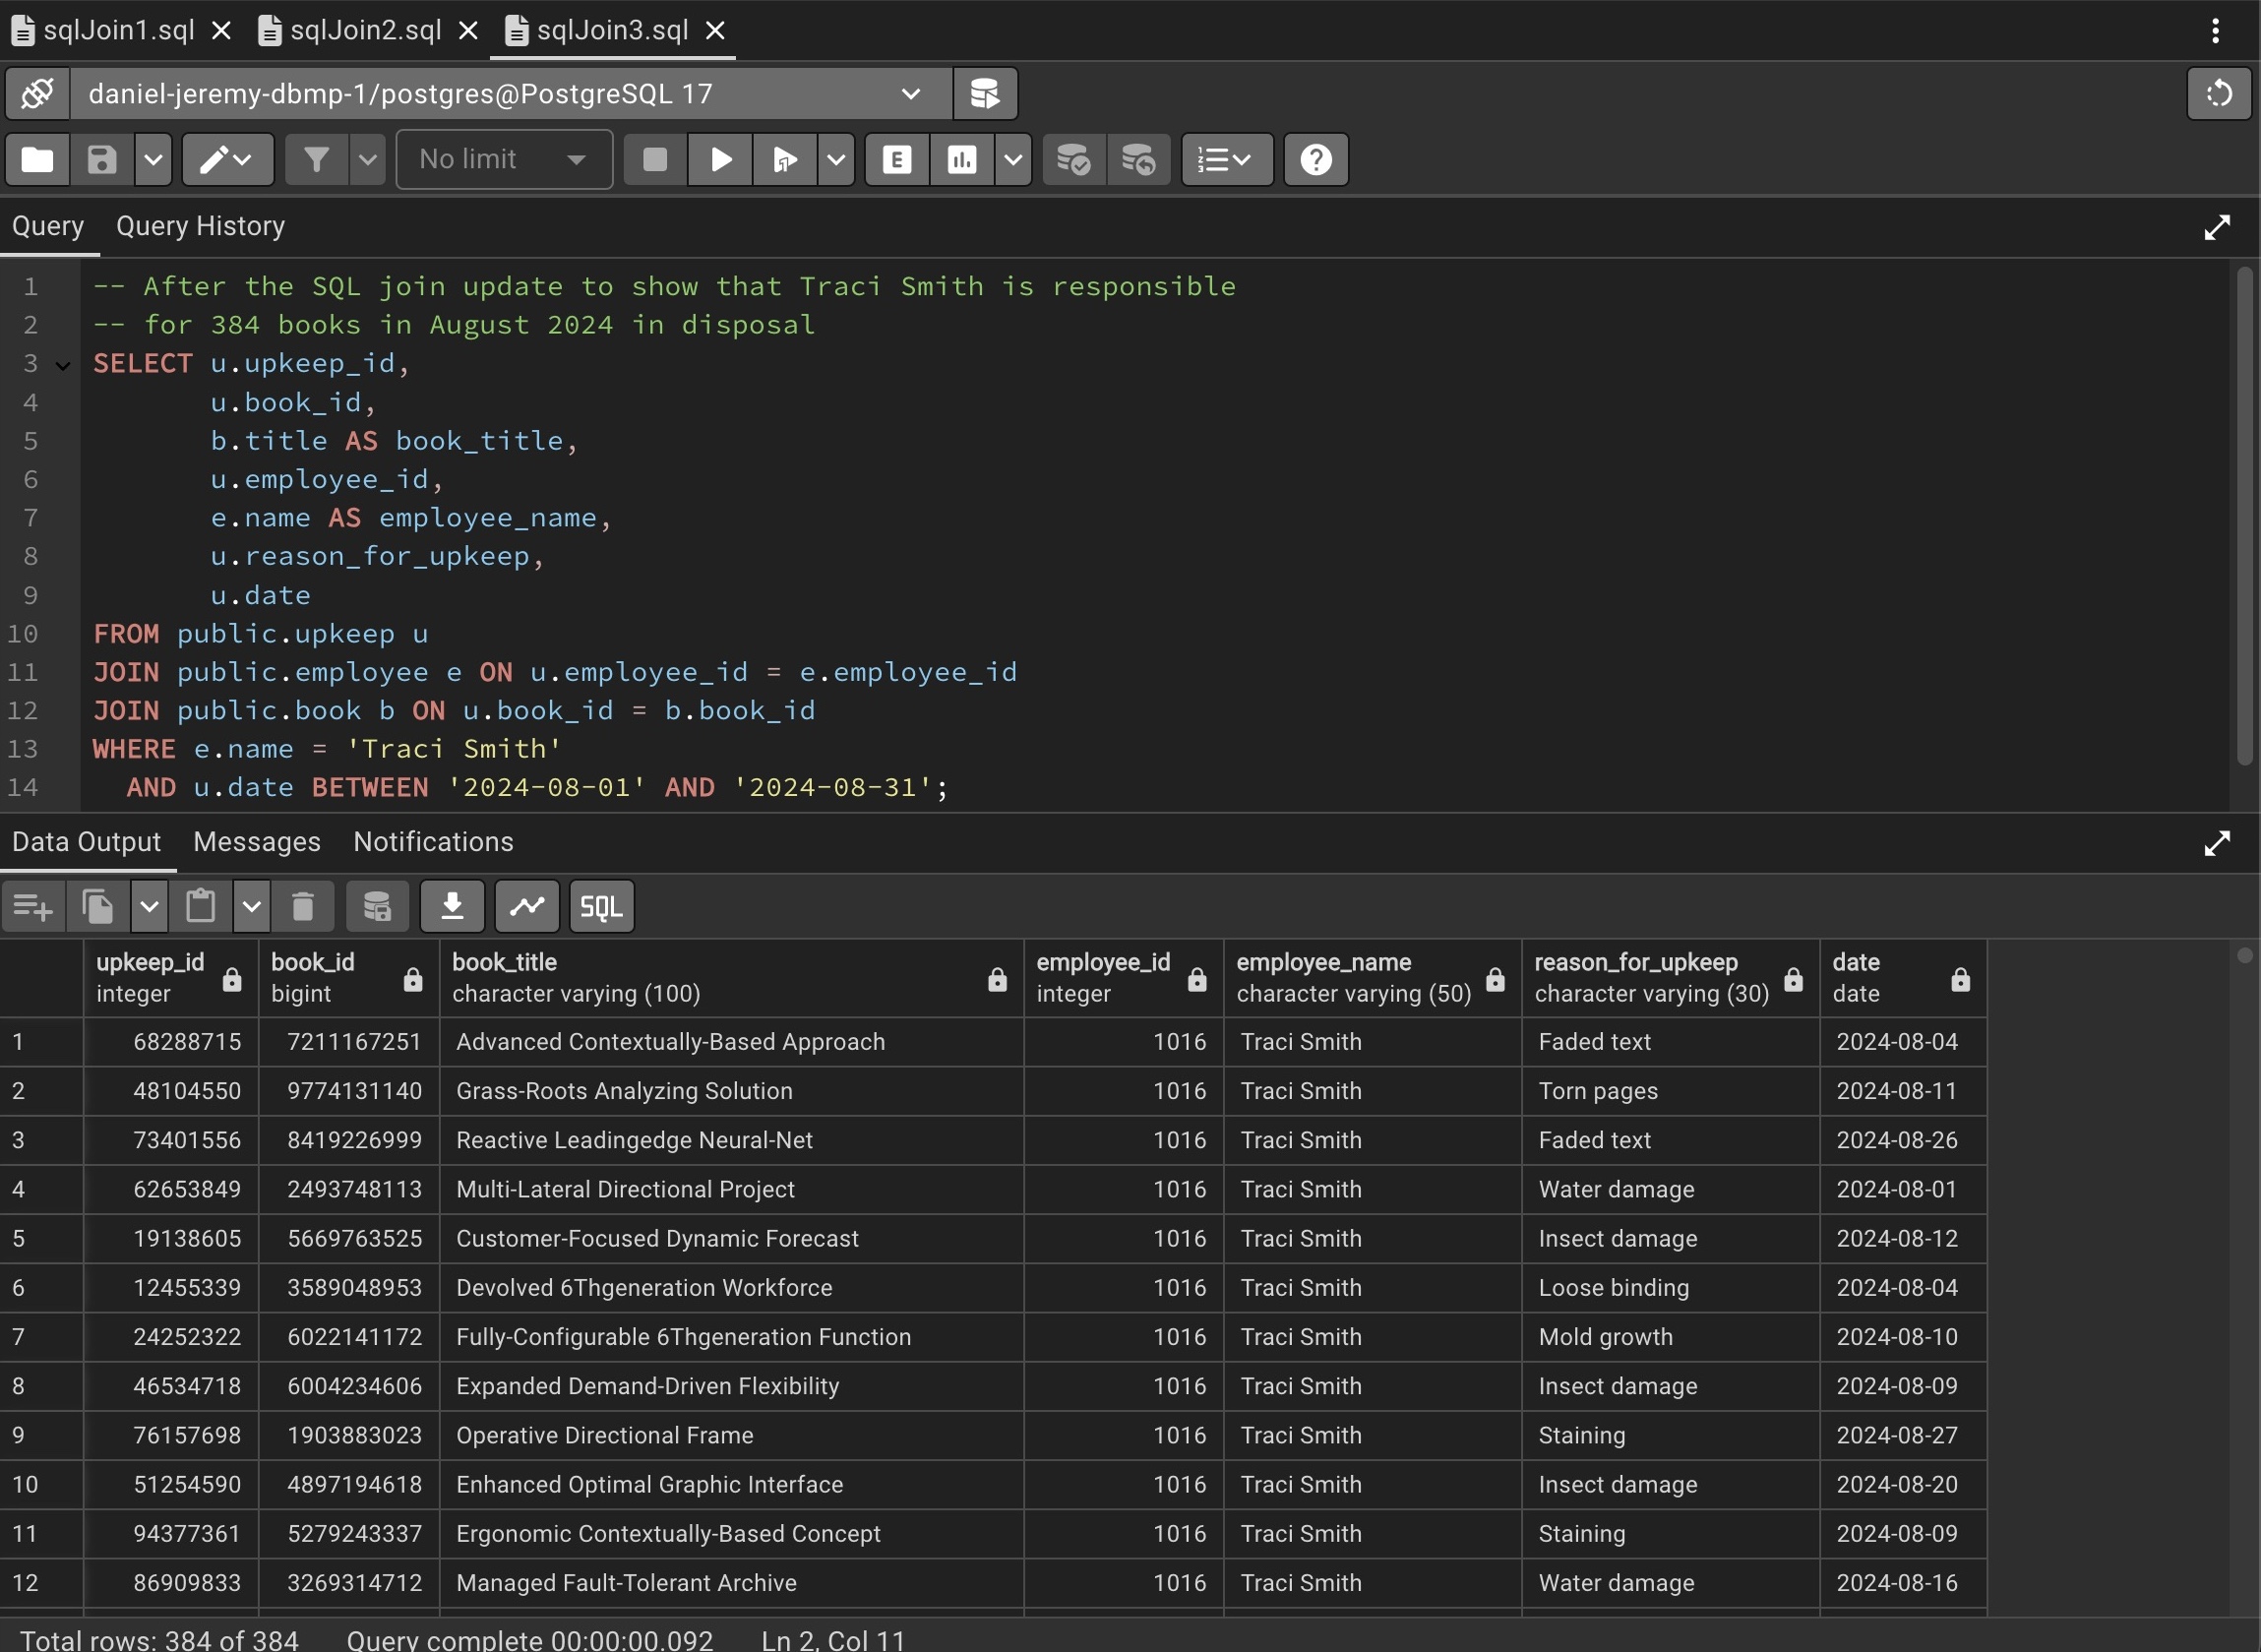 sqlJoin1.sql sqlJoin2.sql sqlJoin3.sql
daniel-jeremy-dbmp-1/postgres@PostgreSQL 17
No limit E
Query Query History
1 -- After the SQL join update to show that Traci Smith is responsible
2 -- for 384 books in August 2024 in disposal
3 SELECT u.upkeep_id,
4 u.book_id,
5 b.title AS book_title,
6 u.employee_id,
7 e.name AS employee_name,
8 u.reason_for_upkeep,
9 u.date
10 FROM public.upkeep u
11 JOIN public.employee e ON u.employee_id = e.employee_id
12 JOIN public.book b ON u.book_id = b.book_id
13 WHERE e.name = 'Traci Smith'
14 AND u.date BETWEEN '2024-08-01' AND '2024-08-31';
Data Output Messages Notifications
SQL
upkeep_id book_id book_title employee_id employee_name reason_for_upkeep date
integer bigint character varying (100) integer character varying (50) character varying (30) date
1 68288715 7211167251 Advanced Contextually-Based Approach 1016 Traci Smith Faded text 2024-08-04
2 48104550 9774131140 Grass-Roots Analyzing Solution 1016 Traci Smith Torn pages 2024-08-11
3 73401556 8419226999 Reactive Leadingedge Neural-Net 1016 Traci Smith Faded text 2024-08-26
4 62653849 2493748113 Multi-Lateral Directional Project 1016 Traci Smith Water damage 2024-08-01
5 19138605 5669763525 Customer-Focused Dynamic Forecast 1016 Traci Smith Insect damage 2024-08-12
6 12455339 3589048953 Devolved 6Thgeneration Workforce 1016 Traci Smith Loose binding 2024-08-04
7 24252322 6022141172 Fully-Configurable 6Thgeneration Function 1016 Traci Smith Mold growth 2024-08-10
8 46534718 6004234606 Expanded Demand-Driven Flexibility 1016 Traci Smith Insect damage 2024-08-09
9 76157698 1903883023 Operative Directional Frame 1016 Traci Smith Staining 2024-08-27
10 51254590 4897194618 Enhanced Optimal Graphic Interface 1016 Traci Smith Insect damage 2024-08-20
11 94377361 5279243337 Ergonomic Contextually-Based Concept 1016 Traci Smith Staining 2024-08-09
12 86909833 3269314712 Managed Fault-Tolerant Archive 1016 Traci Smith Water damage 2024-08-16
Total rows: 384 of 384 Query complete 00:00:00.092 Ln 2, Col 11